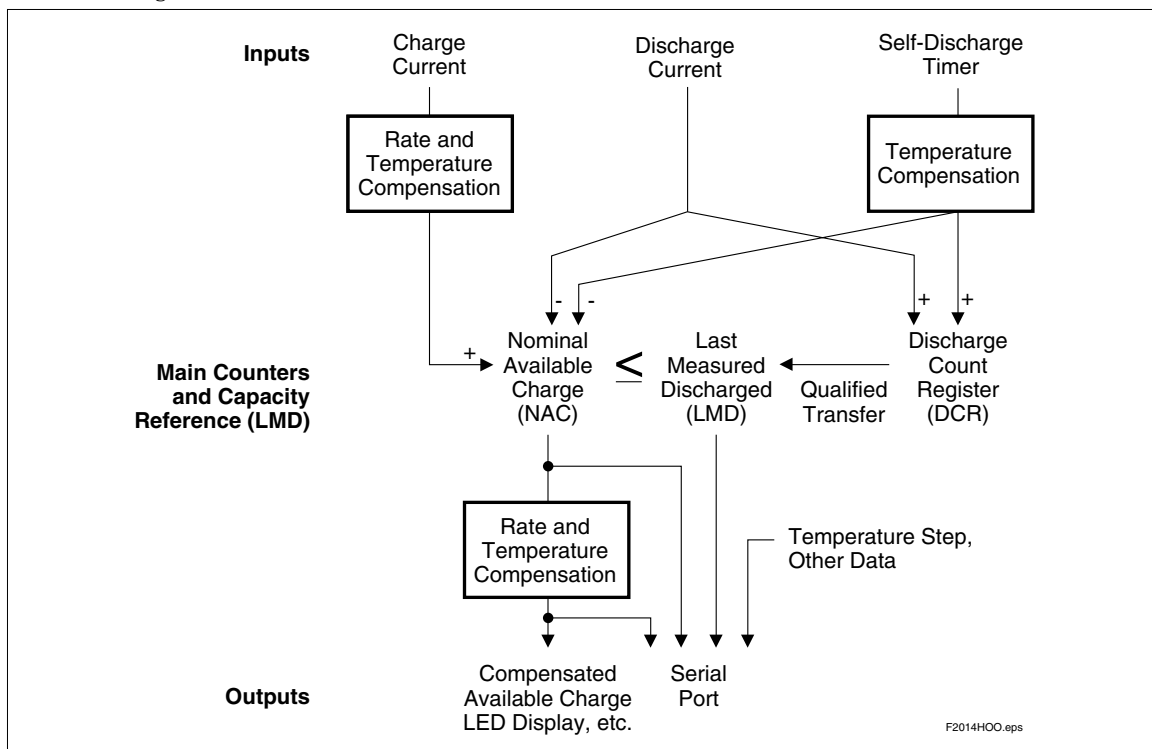 Inputs
Charge
Current
Discharge
Current
Self-Discharge
Timer
Rate and
Temperature
Compensation
Temperature
Compensation
-
-
+
+
+
Main Counters
and Capacity
Reference (LMD)
Nominal
Available
Charge
(NAC)
≤
Last
Measured
Discharged
(LMD)
Qualified
Transfer
Discharge
Count
Register
(DCR)
Rate and
Temperature
Compensation
Temperature Step,
Other Data
Outputs
Compensated
Available Charge
LED Display, etc.
Serial
Port
F2014HOO.eps